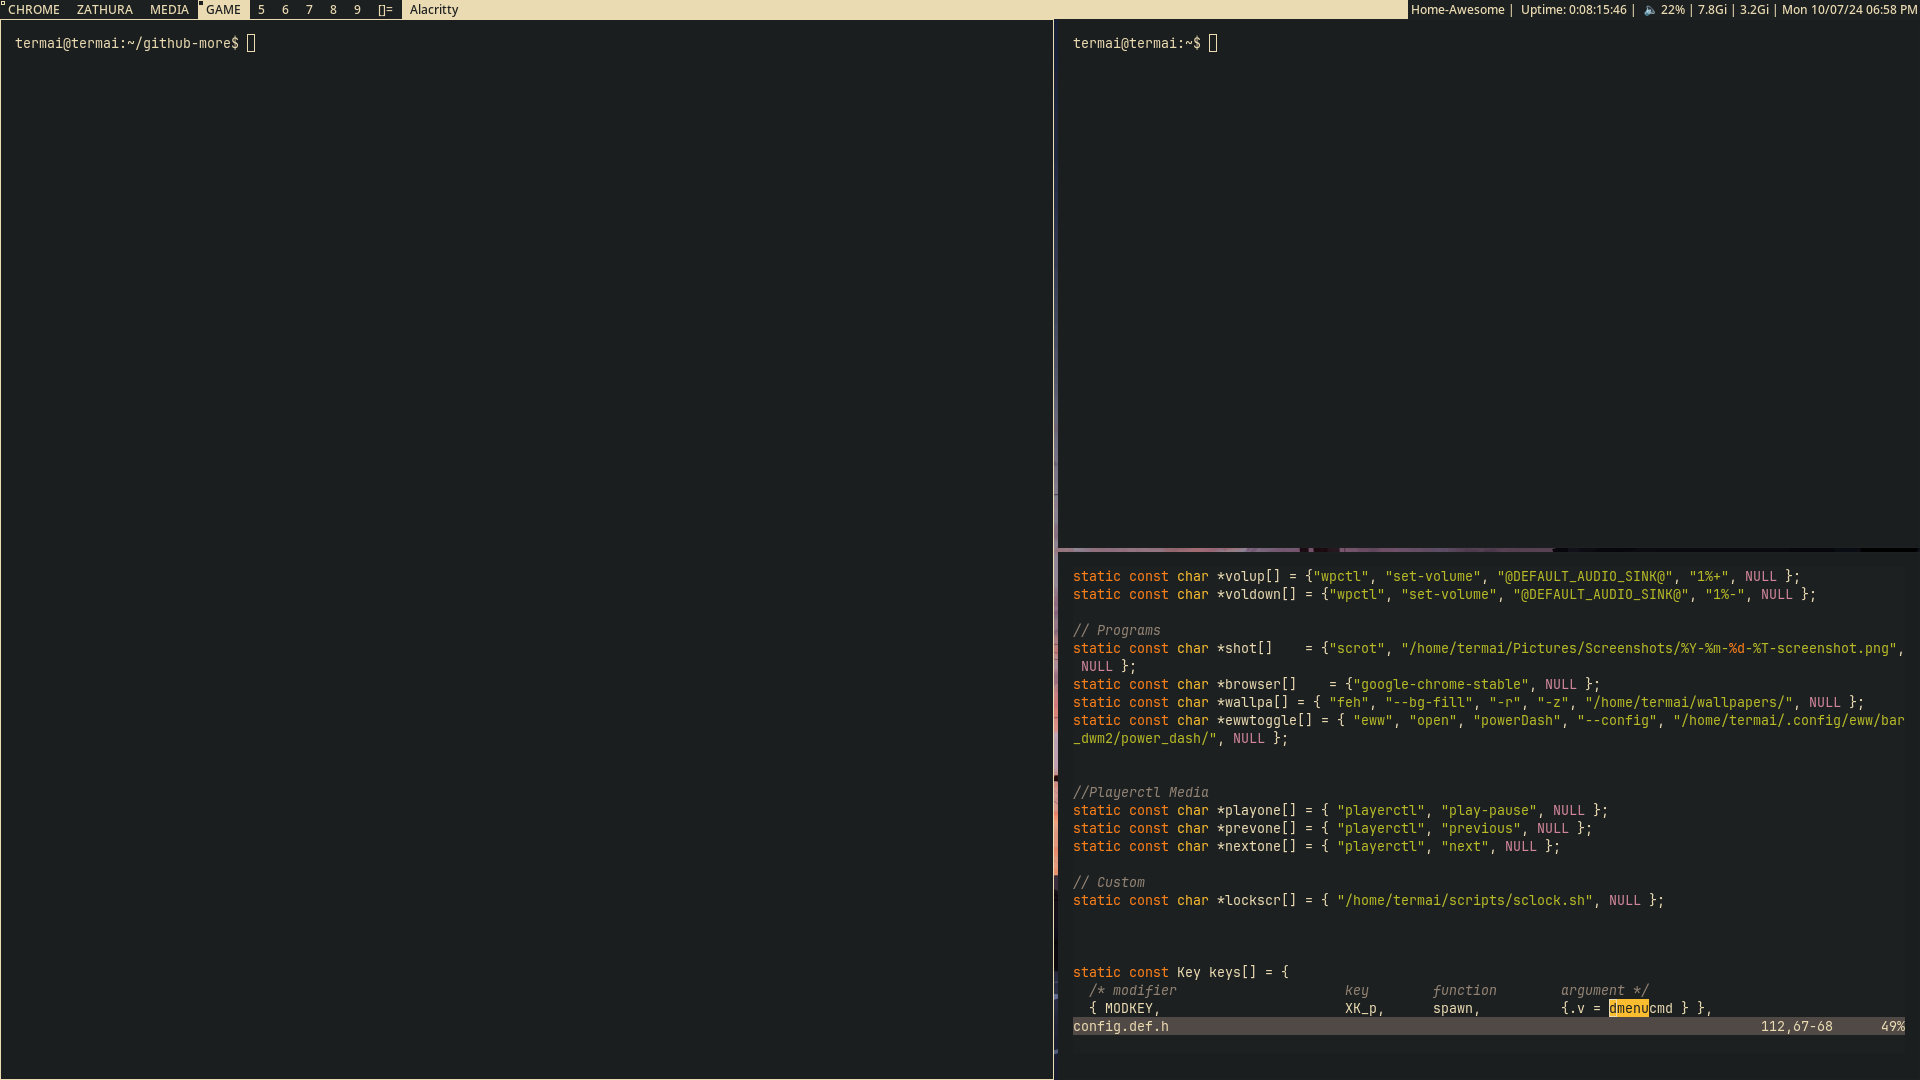 CHROME ZATHURA MEDIA GAME 5 6 7 8 9 []= Alacritty Home-Awesome | Uptime: 0:08:15:46 | 🔈 22% | 7.8Gi | 3.2Gi | Mon 10/07/24 06:58 PM
termai@termai:~/github-more$
termai@termai:~$
static const char *volup[] = {"wpctl", "set-volume", "@DEFAULT_AUDIO_SINK@", "1%+", NULL };
static const char *voldown[] = {"wpctl", "set-volume", "@DEFAULT_AUDIO_SINK@", "1%-", NULL };
// Programs
static const char *shot[]    = {"scrot", "/home/termai/Pictures/Screenshots/%Y-%m-%d-%T-screenshot.png",
 NULL };
static const char *browser[]    = {"google-chrome-stable", NULL };
static const char *wallpa[] = { "feh", "--bg-fill", "-r", "-z", "/home/termai/wallpapers/", NULL };
static const char *ewwtoggle[] = { "eww", "open", "powerDash", "--config", "/home/termai/.config/eww/bar
_dwm2/power_dash/", NULL };
//Playerctl Media
static const char *playone[] = { "playerctl", "play-pause", NULL };
static const char *prevone[] = { "playerctl", "previous", NULL };
static const char *nextone[] = { "playerctl", "next", NULL };
// Custom
static const char *lockscr[] = { "/home/termai/scripts/sclock.sh", NULL };
static const Key keys[] = {
  /* modifier                     key        function        argument */
  { MODKEY,                       XK_p,      spawn,          {.v = dmenucmd } },
config.def.h                                                                          112,67-68      49%